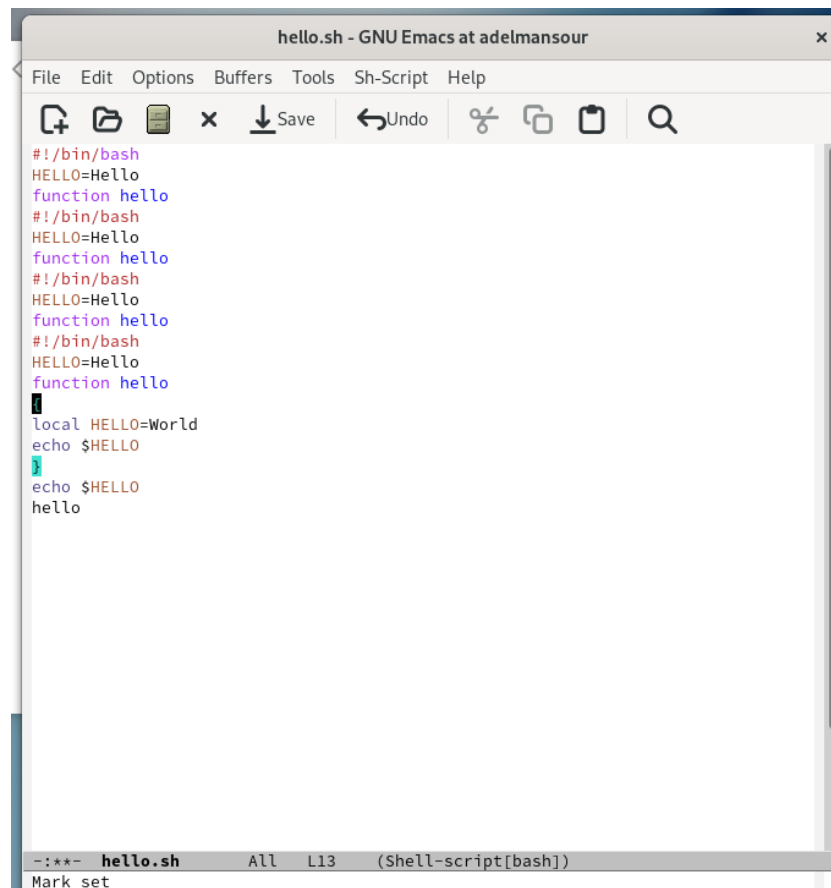 hello.sh - GNU Emacs at adelmansour ×
File Edit Options Buffers Tools Sh-Script Help
Save Undo
#!/bin/bash
HELLO=Hello
function hello
#!/bin/bash
HELLO=Hello
function hello
#!/bin/bash
HELLO=Hello
function hello
#!/bin/bash
HELLO=Hello
function hello
{
local HELLO=World
echo $HELLO
}
echo $HELLO
hello
-:**- hello.sh All L13 (Shell-script[bash])
Mark set